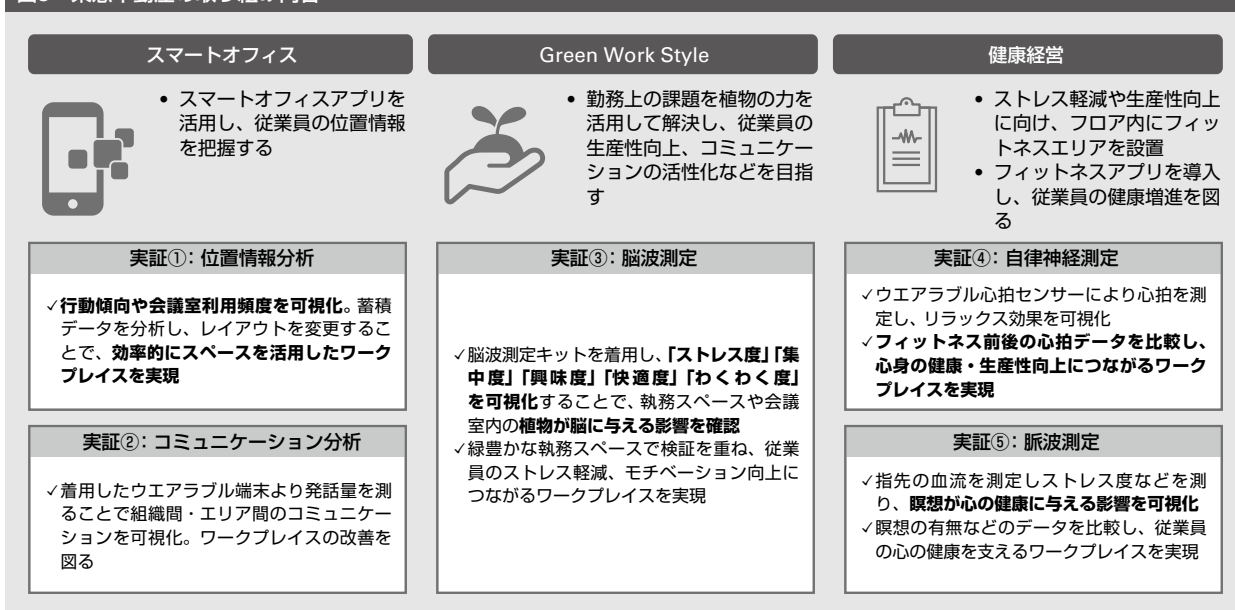 スマートオフィス
• スマートオフィスアプリを
活用し、従業員の位置情報
を把握する
実証①：位置情報分析
✓行動傾向や会議室利用頻度を可視化。蓄積
データを分析し、レイアウトを変更するこ
とで、効率的にスペースを活用したワーク
プレイスを実現
実証②：コミュニケーション分析
✓着用したウエアラブル端末より発話量を測
ることで組織間・エリア間のコミュニケー
ションを可視化。ワークプレイスの改善を
図る
Green Work Style
• 勤務上の課題を植物の力を
活用して解決し、従業員の
生産性向上、コミュニケー
ションの活性化などを目指
す
実証③：脳波測定
✓脳波測定キットを着用し、「ストレス度」「集
中度」「興味度」「快適度」「わくわく度」
を可視化することで、執務スペースや会議
室内の植物が脳に与える影響を確認
✓緑豊かな執務スペースで検証を重ね、従業
員のストレス軽減、モチベーション向上に
つながるワークプレイスを実現
健康経営
• ストレス軽減や生産性向上
に向け、フロア内にフィッ
トネスエリアを設置
• フィットネスアプリを導入
し、従業員の健康増進を図
る
実証④：自律神経測定
✓ウエアラブル心拍センサーにより心拍を測
定し、リラックス効果を可視化
✓フィットネス前後の心拍データを比較し、
心身の健康・生産性向上につながるワーク
プレイスを実現
実証⑤：脈波測定
✓指先の血流を測定しストレス度などを測
り、瞑想が心の健康に与える影響を可視化
✓瞑想の有無などのデータを比較し、従業員
の心の健康を支えるワークプレイスを実現